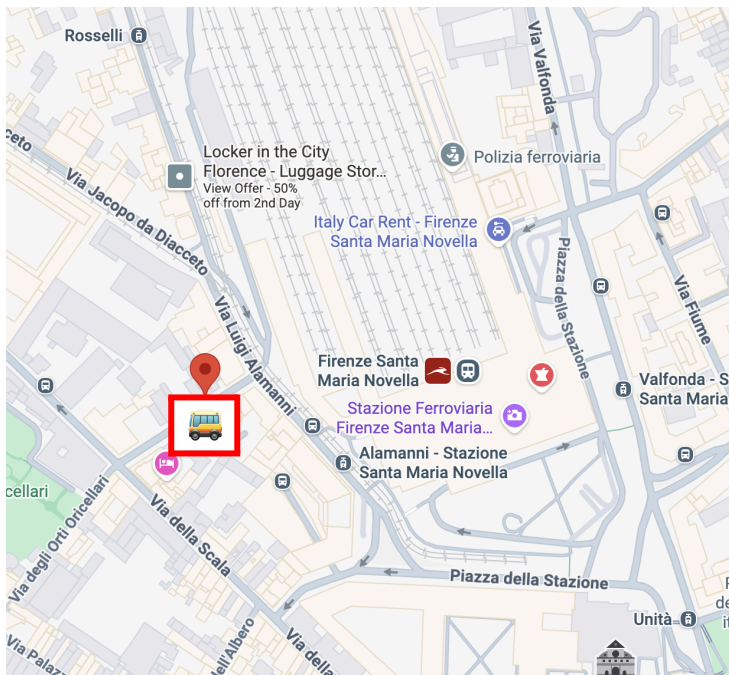 Rosselli
Via Valfonda
Locker in the City
Florence - Luggage Stor...
View Offer - 50%
off from 2nd Day
Polizia ferroviaria
Via Jacopo da Diacceto
Italy Car Rent - Firenze
Santa Maria Novella
Piazza della Stazione
Via Fiume
Via Luigi Alamanni
Firenze Santa
Maria Novella
Valfonda - S
Santa Maria
Stazione Ferroviaria
Firenze Santa Maria...
Alamanni - Stazione
Santa Maria Novella
cellari
Via degli Orti Oricellari
Via della Scala
Piazza della Stazione
Unità
dell'Albero
Via della
Via Palaz